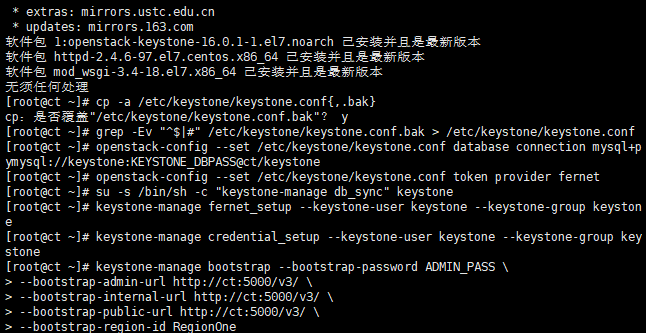 * extras: mirrors.ustc.edu.cn
* updates: mirrors.163.com
软件包 1:openstack-keystone-16.0.1-1.el7.noarch 已安装并且是最新版本
软件包 httpd-2.4.6-97.el7.centos.x86_64 已安装并且是最新版本
软件包 mod_wsgi-3.4-18.el7.x86_64 已安装并且是最新版本
无须任何处理
[root@ct ~]# cp -a /etc/keystone/keystone.conf{,.bak}
cp：是否覆盖"/etc/keystone/keystone.conf.bak"？ y
[root@ct ~]# grep -Ev "^$|#" /etc/keystone/keystone.conf.bak > /etc/keystone/keystone.conf
[root@ct ~]# openstack-config --set /etc/keystone/keystone.conf database connection mysql+p
ymysql://keystone:KEYSTONE_DBPASS@ct/keystone
[root@ct ~]# openstack-config --set /etc/keystone/keystone.conf token provider fernet
[root@ct ~]# su -s /bin/sh -c "keystone-manage db_sync" keystone
[root@ct ~]# keystone-manage fernet_setup --keystone-user keystone --keystone-group keyston
e
[root@ct ~]# keystone-manage credential_setup --keystone-user keystone --keystone-group key
stone
[root@ct ~]# keystone-manage bootstrap --bootstrap-password ADMIN_PASS \
> --bootstrap-admin-url http://ct:5000/v3/ \
> --bootstrap-internal-url http://ct:5000/v3/ \
> --bootstrap-public-url http://ct:5000/v3/ \
> --bootstrap-region-id RegionOne